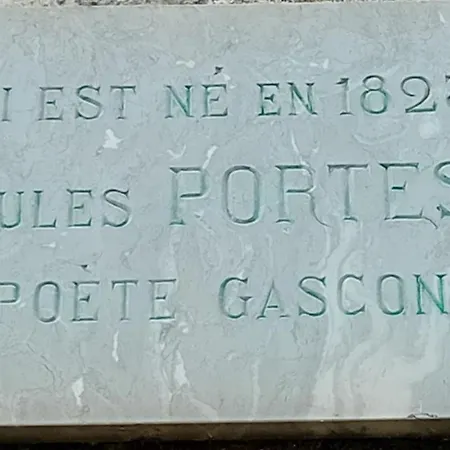 I EST NÉ EN 182
ULES PORTES
POÈTE GASCON